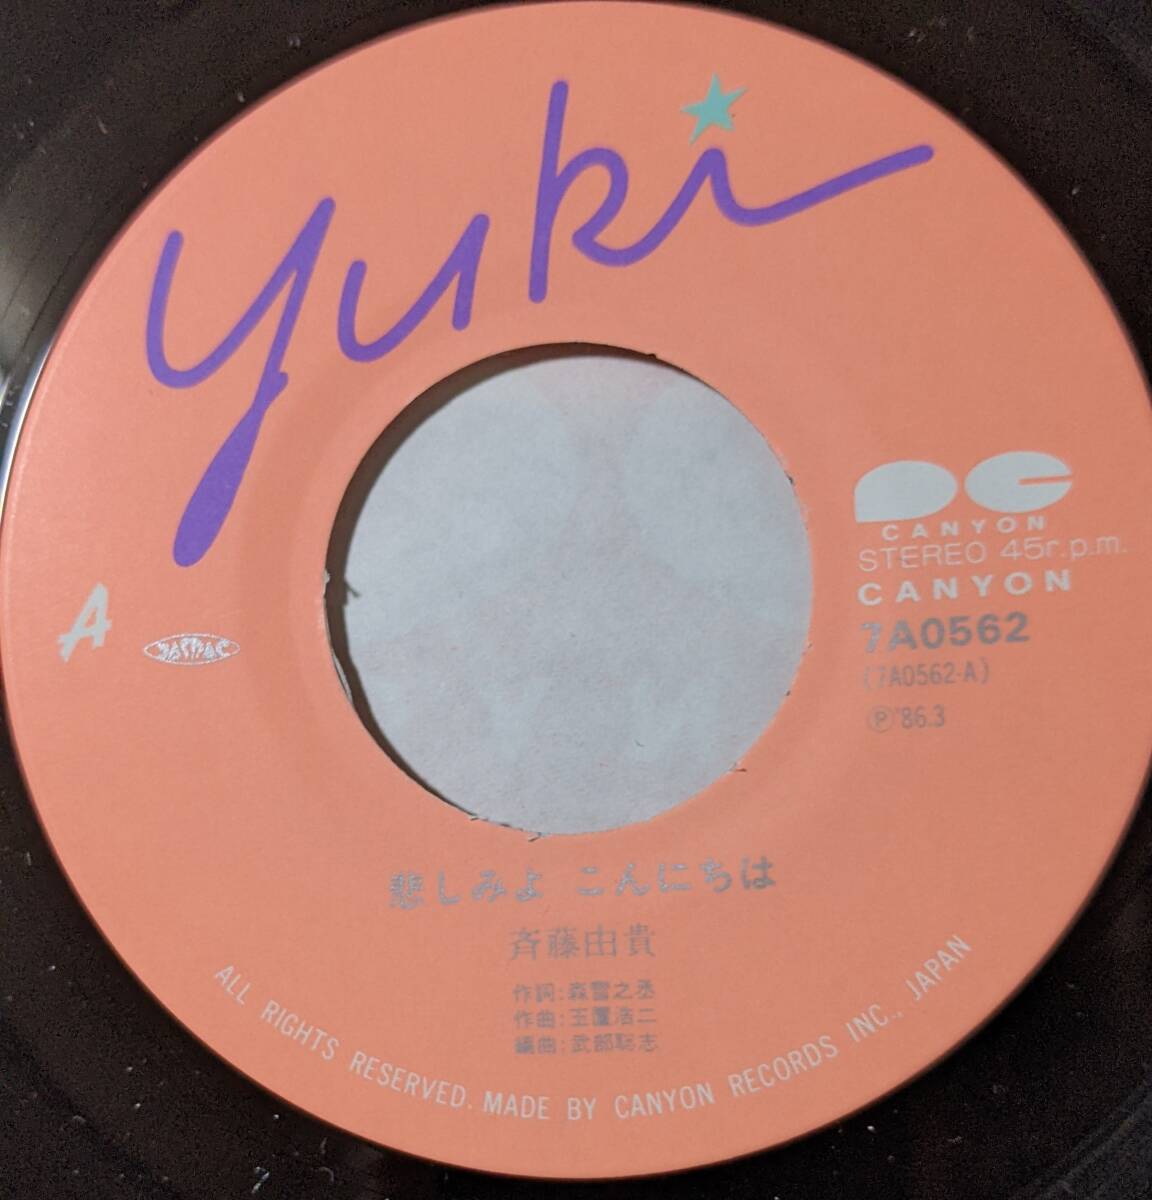 yuki
CANYON
STEREO 45r.p.m.
CANYON
7A0562
(7A0562-A)
Ⓟ'86.3
A
JASRAC
悲しみよ こんにちは
斉藤由貴
作詞:森雪之丞
作曲:玉置浩二
編曲:武部聡志
ALL RIGHTS RESERVED. MADE BY CANYON RECORDS INC., JAPAN